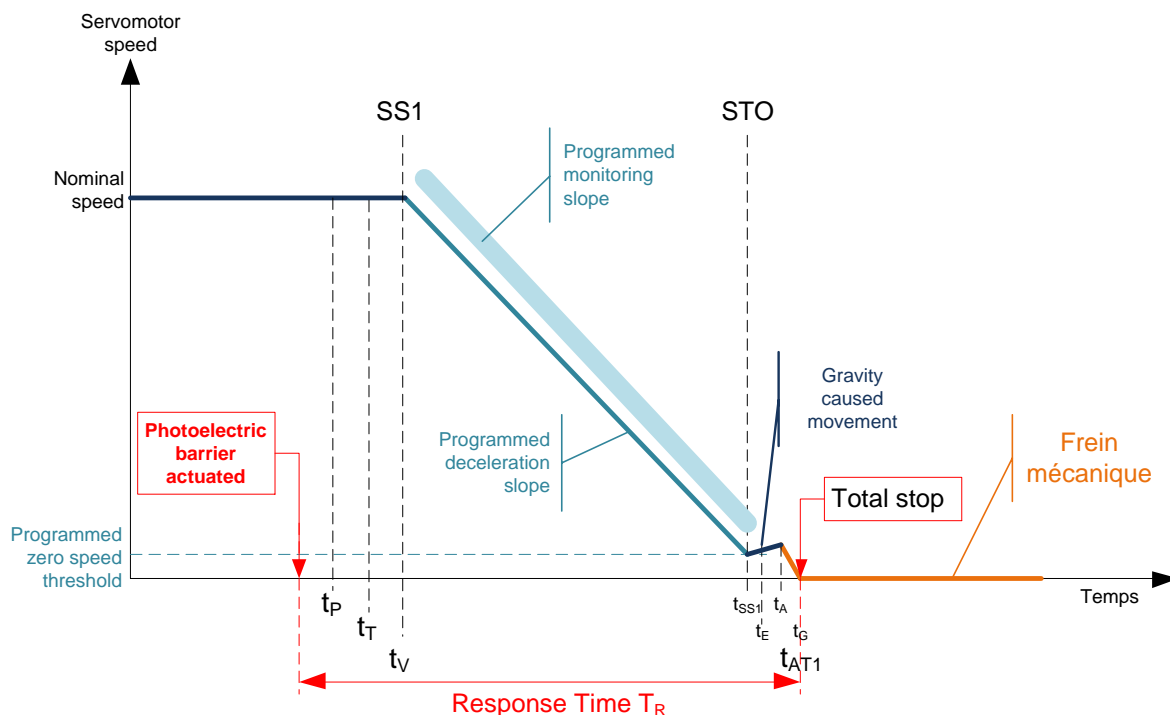 Servomotor
speed
SS1
STO
Programmed
monitoring
slope
Nominal
speed
Gravity
caused
movement
Photoelectric
barrier
actuated
Programmed
deceleration
slope
Frein
mécanique
Total stop
Programmed
zero speed
threshold
Temps
tP
tT
tV
tSS1
tE
tA
tG
tAT1
Response Time TR